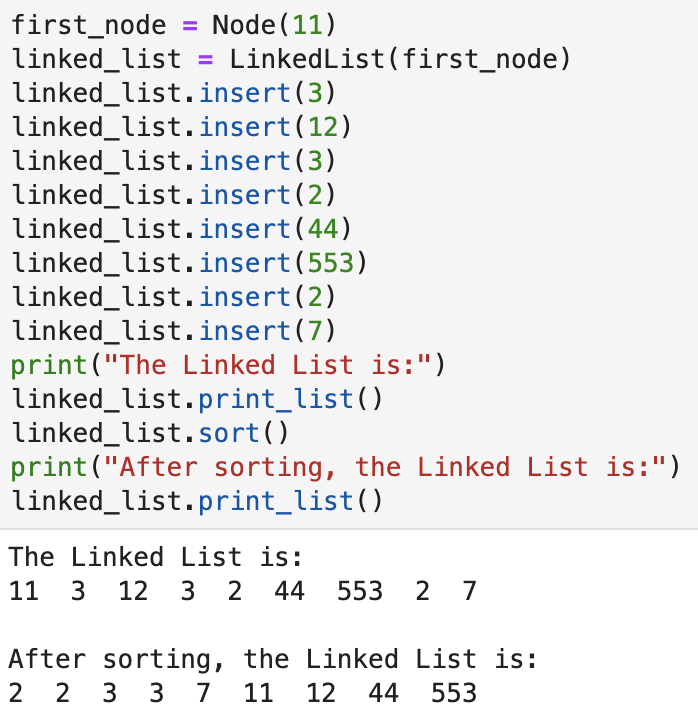 first_node = Node(11)
linked_list = LinkedList(first_node)
linked_list.insert(3)
linked_list.insert(12)
linked_list.insert(3)
linked_list.insert(2)
linked_list.insert(44)
linked_list.insert(553)
linked_list.insert(2)
linked_list.insert(7)
print("The Linked List is:")
linked_list.print_list()
linked_list.sort()
print("After sorting, the Linked List is:")
linked_list.print_list()
The Linked List is:
11  3  12  3  2  44  553  2  7
After sorting, the Linked List is:
2  2  3  3  7  11  12  44  553